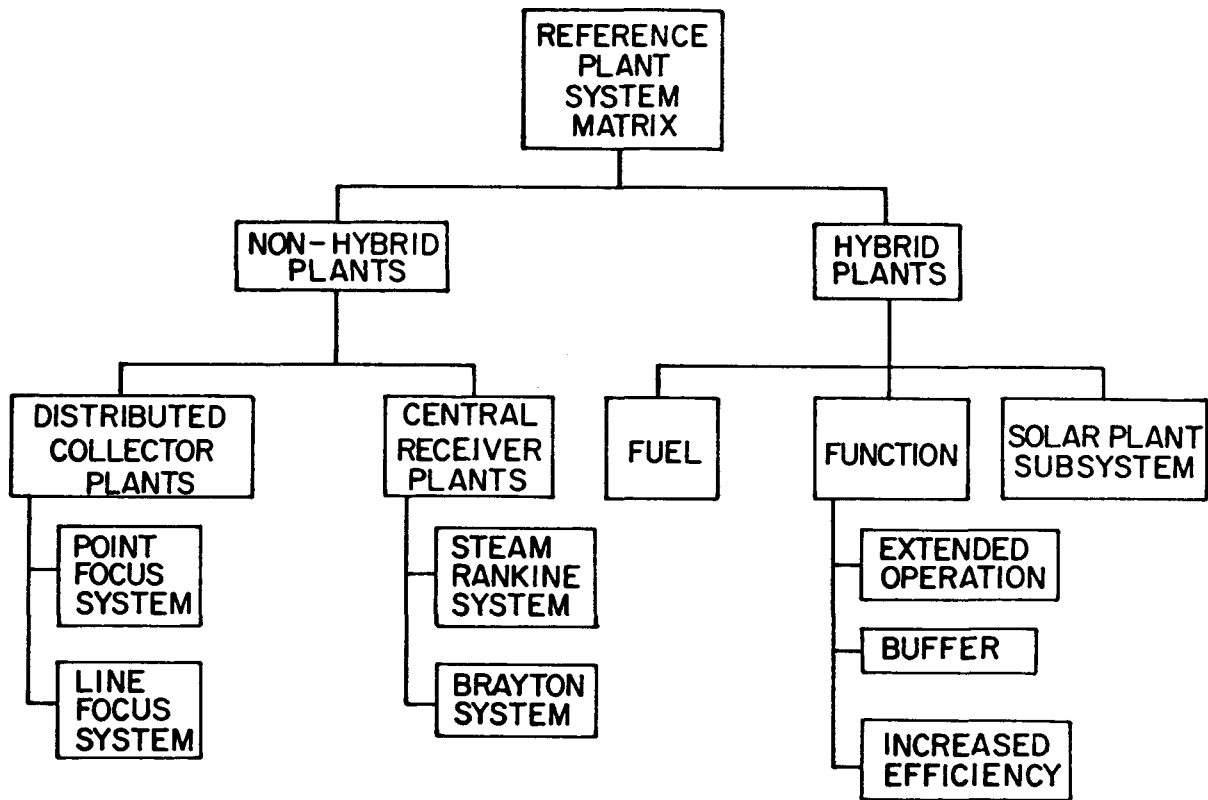 REFERENCE
PLANT
SYSTEM
MATRIX
NON-HYBRID
PLANTS
HYBRID
PLANTS
DISTRIBUTED
COLLECTOR
PLANTS
CENTRAL
RECEIVER
PLANTS
FUEL
FUNCTION
SOLAR PLANT
SUBSYSTEM
POINT
FOCUS
SYSTEM
LINE
FOCUS
SYSTEM
STEAM
RANKINE
SYSTEM
BRAYTON
SYSTEM
EXTENDED
OPERATION
BUFFER
INCREASED
EFFICIENCY